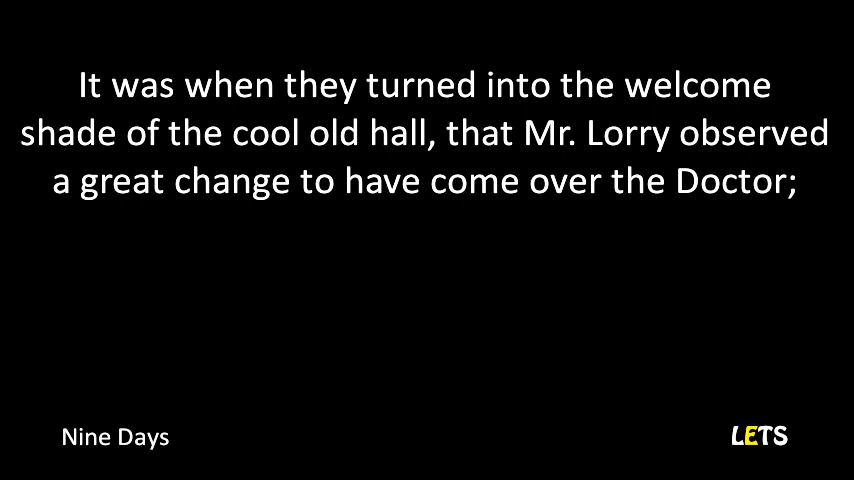 It was when they turned into the welcome
shade of the cool old hall, that Mr. Lorry observed
a great change to have come over the Doctor;
Nine Days
LETS